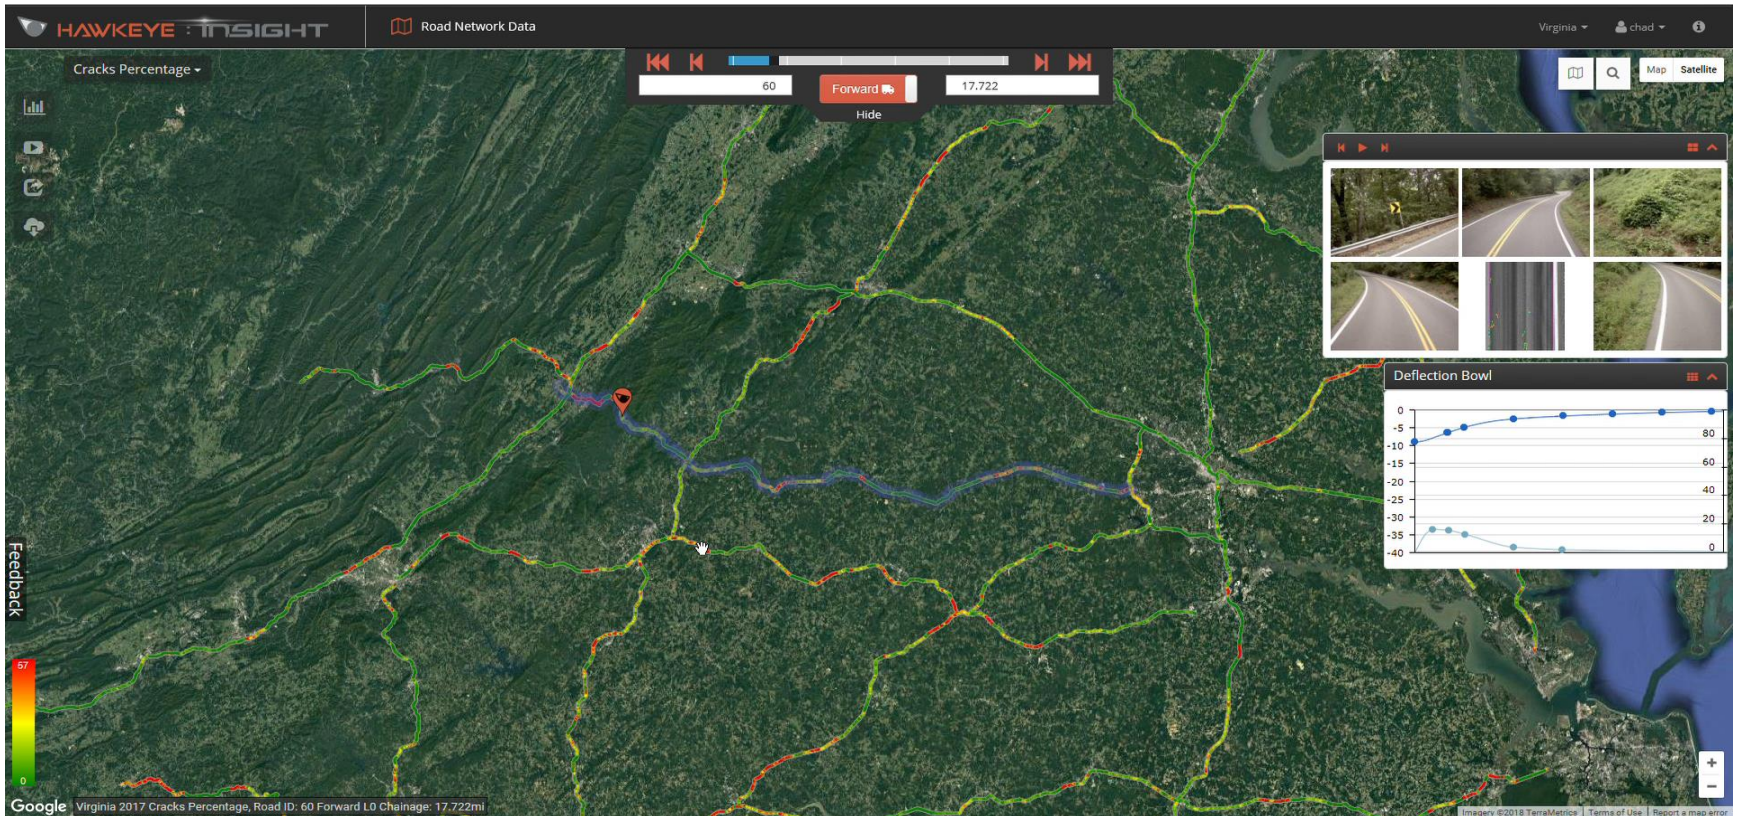 HAWKEYE : INSIGHT
Road Network Data
Virginia
chad
Cracks Percentage
60
Forward
17.722
Hide
Map Satellite
Deflection Bowl
0
-5
-10
-15
-20
-25
-30
-35
-40
80
60
40
20
0
Feedback
57
0
+
−
Google
Virginia 2017 Cracks Percentage, Road ID: 60 Forward L0 Chainage: 17.722mi
Imagery ©2018 TerraMetrics Terms of Use Report a map error